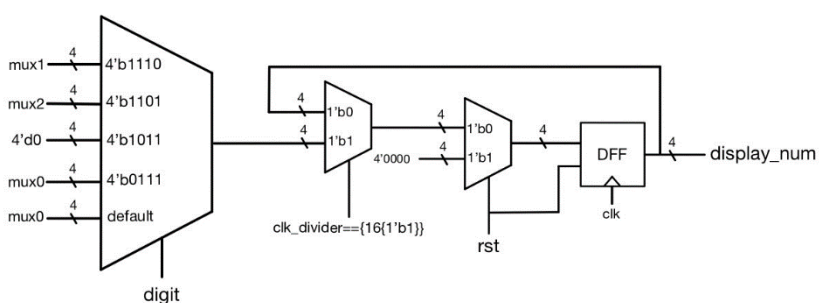 mux1 4 4'b1110
mux2 4 4'b1101
4'd0 4 4'b1011
mux0 4 4'b0111
mux0 4 default
digit
4 1'b0
4 1'b1
clk_divider=={16{1'b1}}
4 1'b0
4'0000 4 1'b1
rst
4
DFF
clk
4
display_num